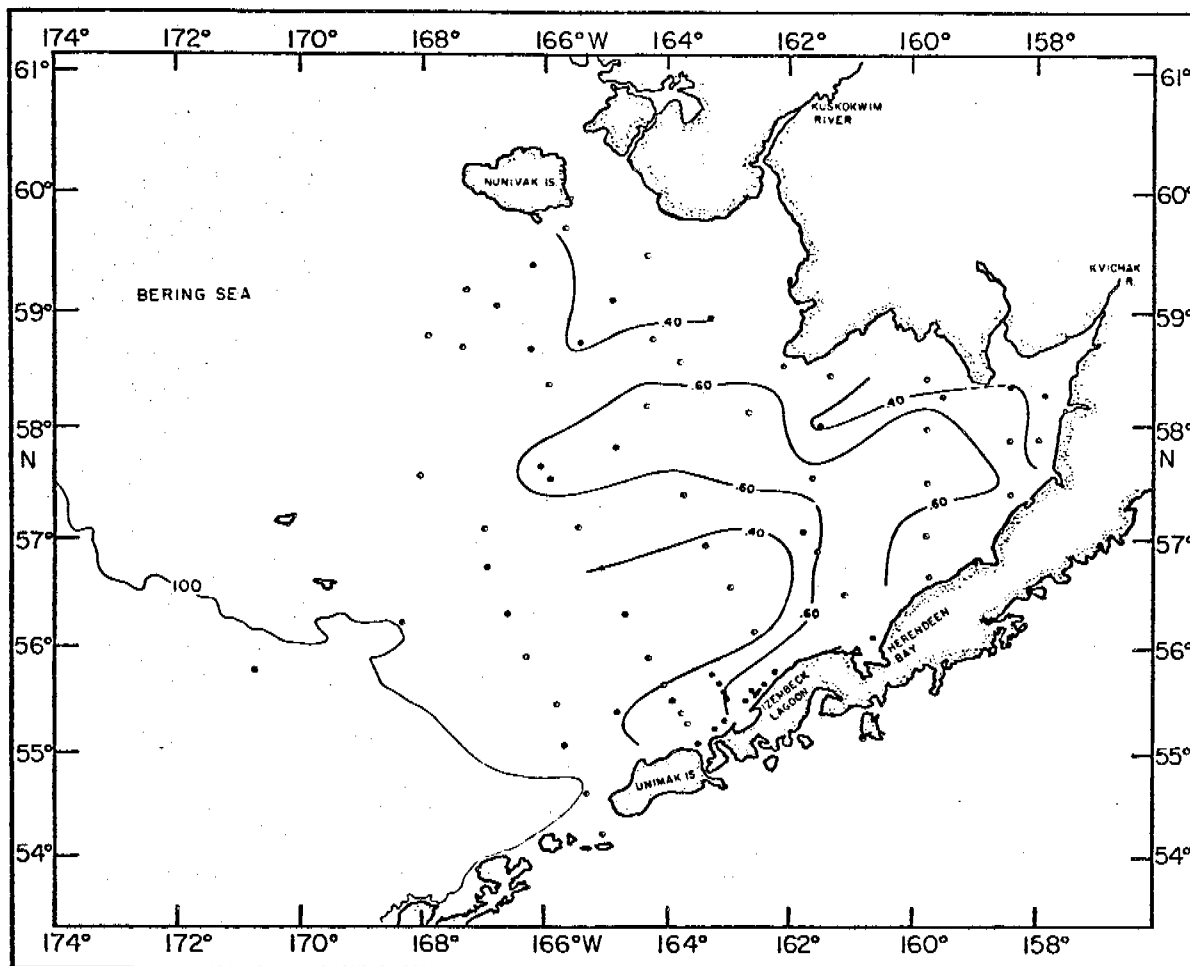 174° 172° 170° 168° 166°W 164° 162° 160° 158°
61° 61°
KUSKOKWIM
RIVER
NUNIVAK IS.
60° 60°
KVICHAK
R.
BERING SEA
59° 59°
.40
.60
.40
58° 58°
N N
.60
.60
.40
57° 57°
100
.60
HERENDEEN
BAY
56° 56°
IZEMBECK
LAGOON
55° 55°
UNIMAK IS
54° 54°
174° 172° 170° 168° 166°W 164° 162° 160° 158°